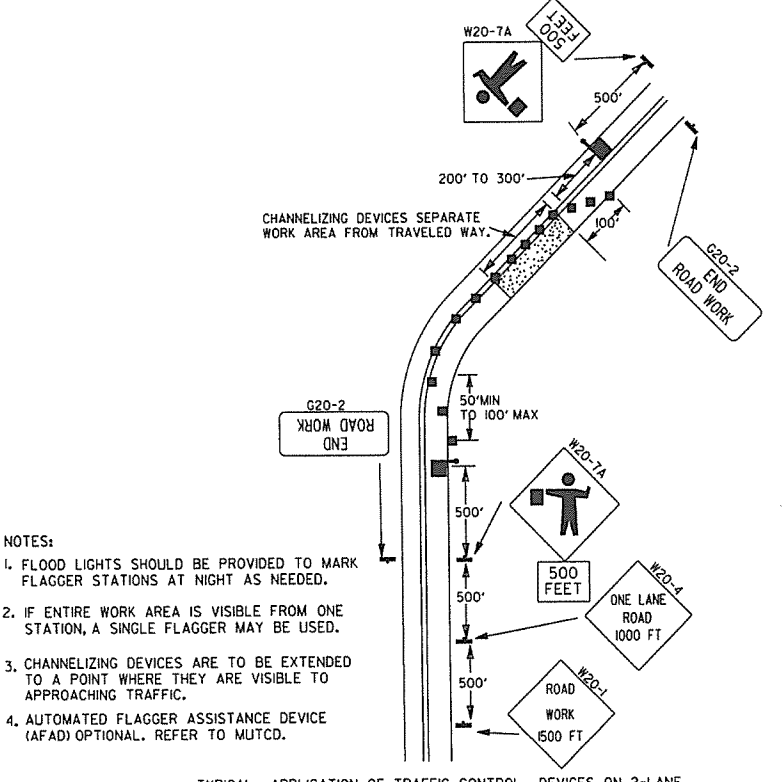 500
FEET
W20-7A
500'
200' TO 300'
CHANNELIZING DEVICES SEPARATE
WORK AREA FROM TRAVELED WAY.
100'
G20-2
END
ROAD WORK
50'MIN
TO 100' MAX
G20-2
END
ROAD WORK
W20-7A
500'
500
FEET
NOTES:
1. FLOOD LIGHTS SHOULD BE PROVIDED TO MARK
FLAGGER STATIONS AT NIGHT AS NEEDED.
2. IF ENTIRE WORK AREA IS VISIBLE FROM ONE
STATION, A SINGLE FLAGGER MAY BE USED.
3. CHANNELIZING DEVICES ARE TO BE EXTENDED
TO A POINT WHERE THEY ARE VISIBLE TO
APPROACHING TRAFFIC.
4. AUTOMATED FLAGGER ASSISTANCE DEVICE
(AFAD) OPTIONAL. REFER TO MUTCD.
500'
W20-4
ONE LANE
ROAD
1000 FT
500'
W20-1
ROAD
WORK
1500 FT
TYPICAL APPLICATION OF TRAFFIC CONTROL DEVICES ON 2-LANE